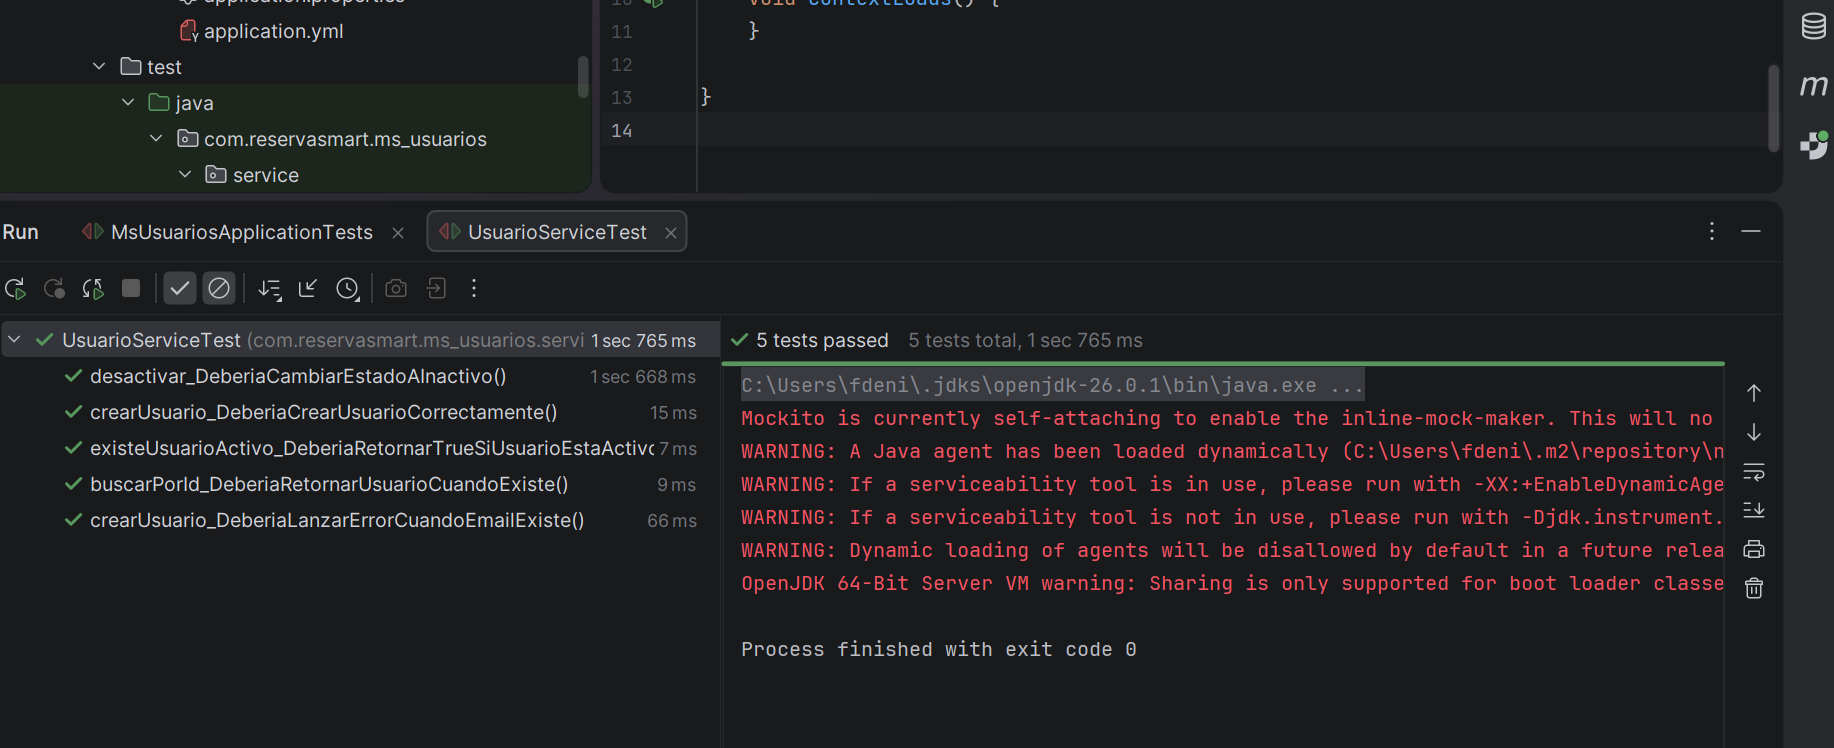 application.properties
application.yml
test
java
com.reservasmart.ms_usuarios
service
10 void contextLoads() {
11 }
12
13 }
14
m
Run MsUsuariosApplicationTests UsuarioServiceTest
UsuarioServiceTest (com.reservasmart.ms_usuarios.servi 1 sec 765 ms
desactivar_DeberiaCambiarEstadoAInactivo() 1 sec 668 ms
crearUsuario_DeberiaCrearUsuarioCorrectamente() 15 ms
existeUsuarioActivo_DeberiaRetornarTrueSiUsuarioEstaActivo 7 ms
buscarPorId_DeberiaRetornarUsuarioCuandoExiste() 9 ms
crearUsuario_DeberiaLanzarErrorCuandoEmailExiste() 66 ms
5 tests passed 5 tests total, 1 sec 765 ms
C:\Users\fdeni\.jdks\openjdk-26.0.1\bin\java.exe ...
Mockito is currently self-attaching to enable the inline-mock-maker. This will no
WARNING: A Java agent has been loaded dynamically (C:\Users\fdeni\.m2\repository\n
WARNING: If a serviceability tool is in use, please run with -XX:+EnableDynamicAge
WARNING: If a serviceability tool is not in use, please run with -Djdk.instrument.
WARNING: Dynamic loading of agents will be disallowed by default in a future relea
OpenJDK 64-Bit Server VM warning: Sharing is only supported for boot loader classe
Process finished with exit code 0